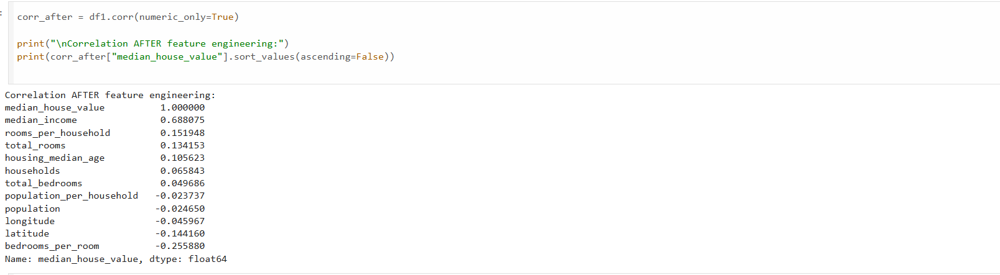 corr_after = df1.corr(numeric_only=True)
print("\nCorrelation AFTER feature engineering:")
print(corr_after["median_house_value"].sort_values(ascending=False))
Correlation AFTER feature engineering:
median_house_value          1.000000
median_income               0.688075
rooms_per_household         0.151948
total_rooms                 0.134153
housing_median_age          0.105623
households                  0.065843
total_bedrooms              0.049686
population_per_household   -0.023737
population                 -0.024650
longitude                  -0.045967
latitude                   -0.144160
bedrooms_per_room          -0.255880
Name: median_house_value, dtype: float64